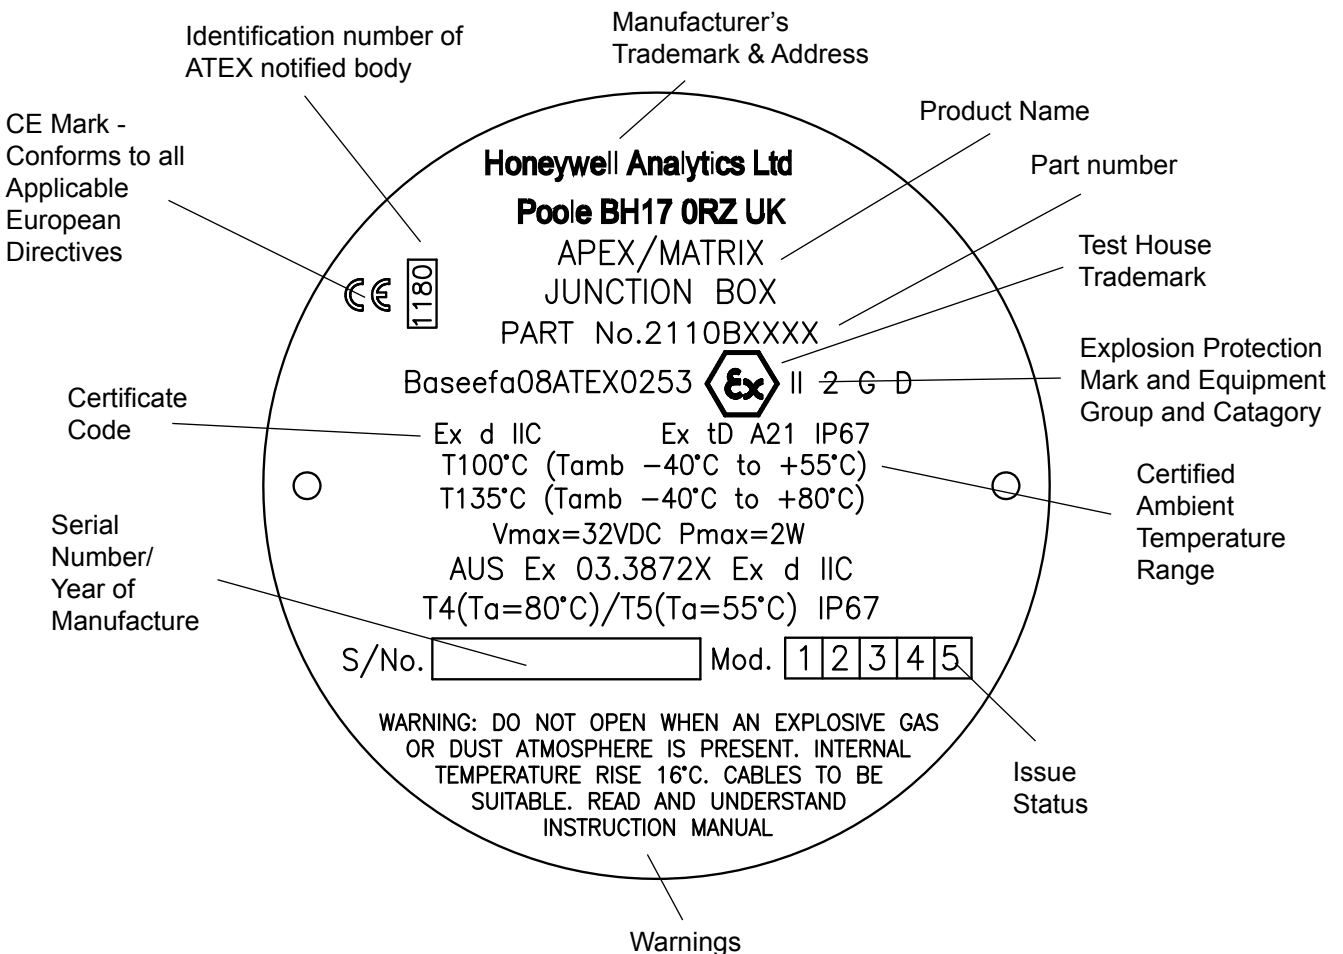 Manufacturer's
Trademark & Address
Identification number of
ATEX notified body
Product Name
CE Mark -
Conforms to all
Applicable
European
Directives
Part number
Test House
Trademark
Explosion Protection
Mark and Equipment
Group and Catagory
Certificate
Code
Certified
Ambient
Temperature
Range
Serial
Number/
Year of
Manufacture
Issue
Status
Warnings
Honeywell Analytics Ltd
Poole BH17 0RZ UK
APEX/MATRIX
JUNCTION BOX
CE 1180
PART No.2110BXXXX
Baseefa08ATEX0253 Ex II 2 G D
Ex d IIC Ex tD A21 IP67
T100°C (Tamb -40°C to +55°C)
T135°C (Tamb -40°C to +80°C)
Vmax=32VDC Pmax=2W
AUS Ex 03.3872X Ex d IIC
T4(Ta=80°C)/T5(Ta=55°C) IP67
S/No. Mod. 1 2 3 4 5
WARNING: DO NOT OPEN WHEN AN EXPLOSIVE GAS
OR DUST ATMOSPHERE IS PRESENT. INTERNAL
TEMPERATURE RISE 16°C. CABLES TO BE
SUITABLE. READ AND UNDERSTAND
INSTRUCTION MANUAL